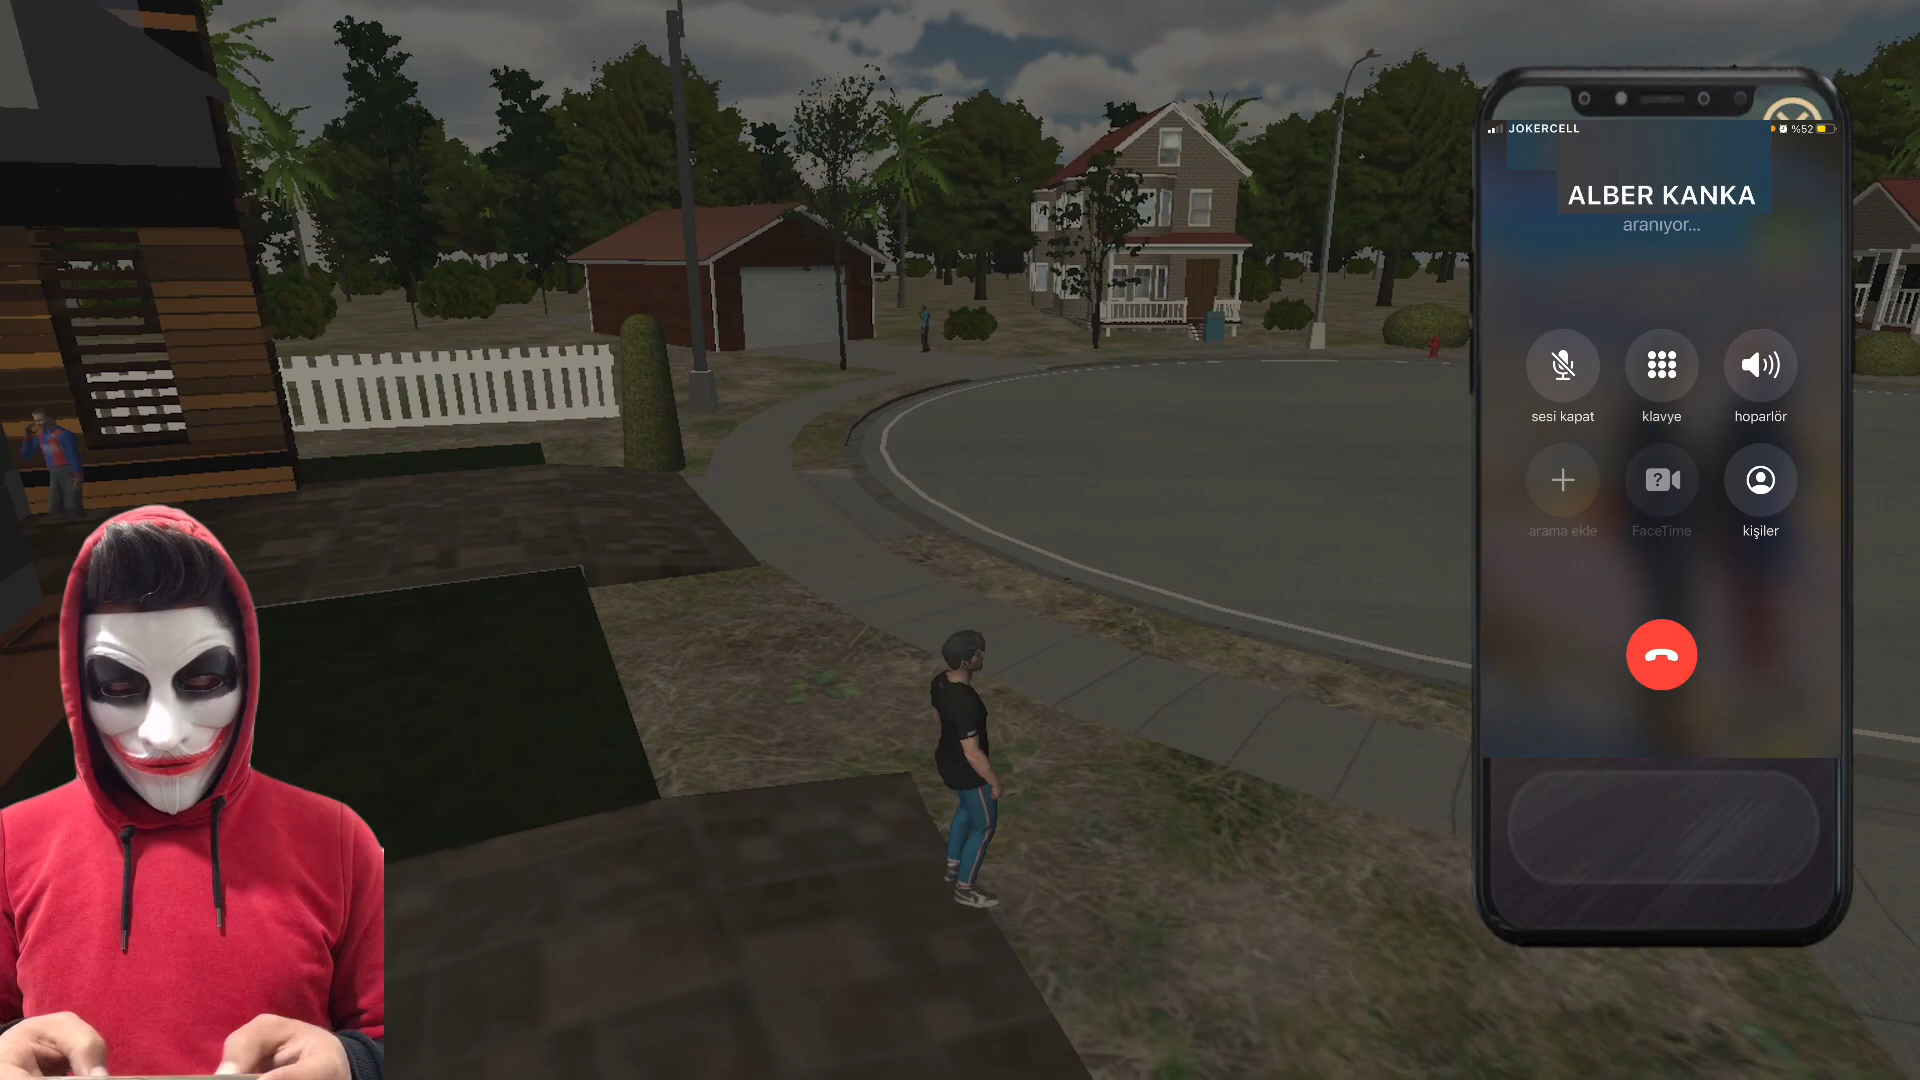 JOKERCELL %52
ALBER KANKA
aranıyor...
sesi kapat klavye hoparlör
arama ekle FaceTime kişiler